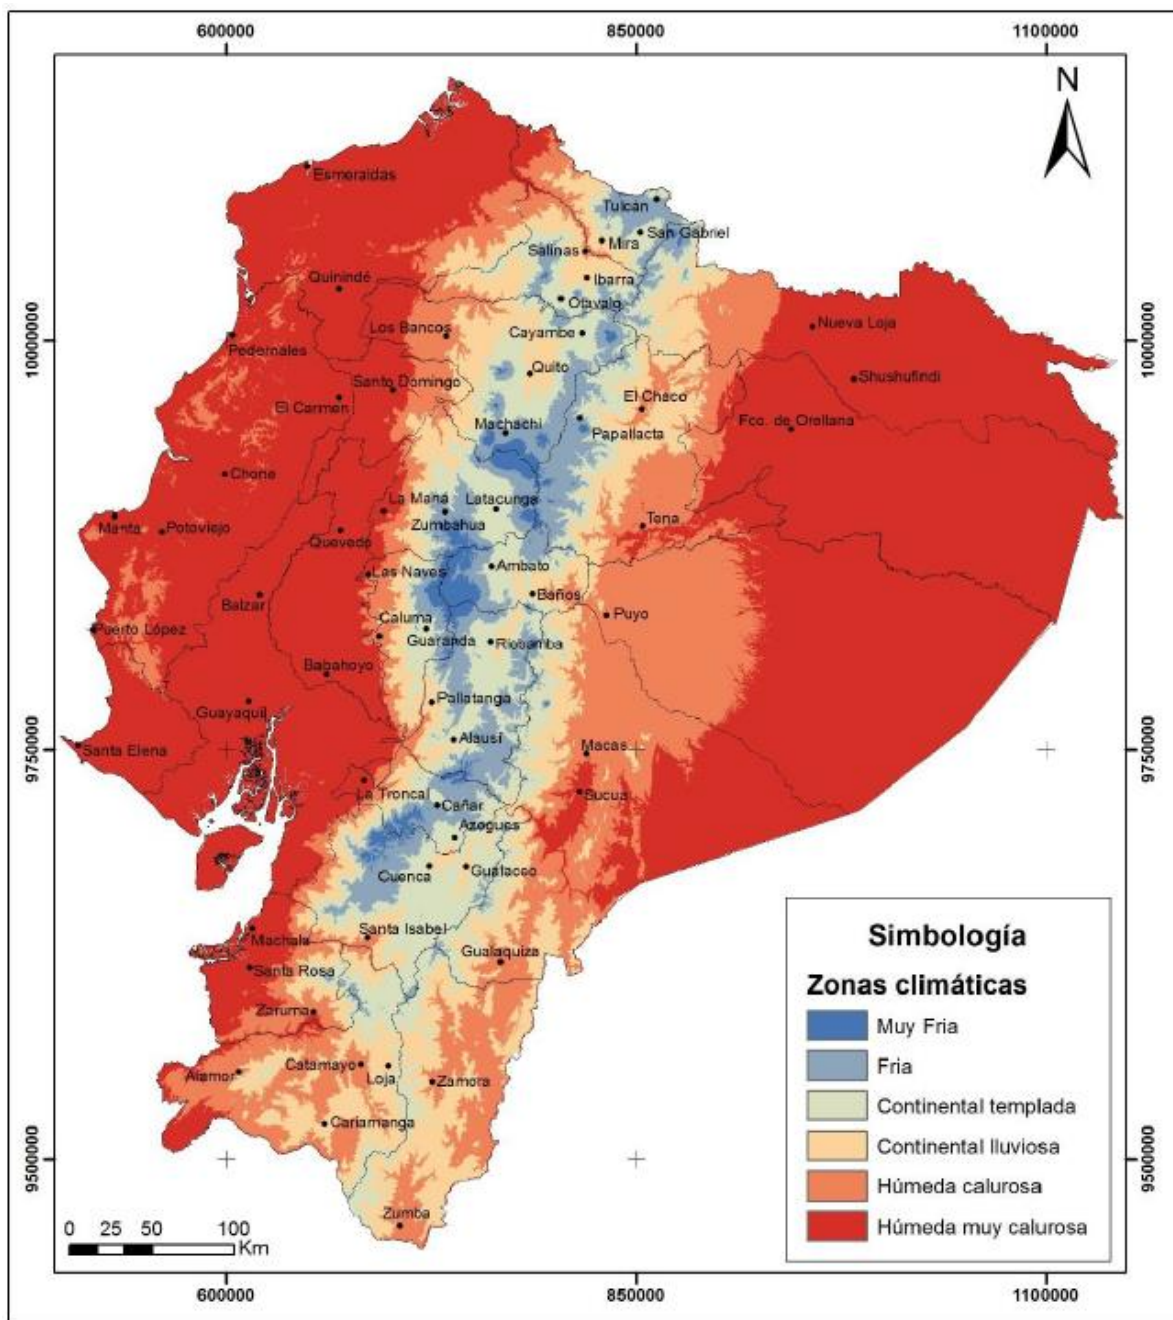 600000
850000
1100000
N
Esmeraldas
Tulcán
San Gabriel
Mira
Salinas
Ibarra
Quinindé
Otavalo
Nueva Loja
Los Bancos
Cayambe
10000000
10000000
Pedernales
Quito
Shushufindi
Santo Domingo
El Chaco
El Carmen
Fco. de Orellana
Machachi
Papallacta
Chone
La Maná
Latacunga
Manta
Potoviejo
Zumbahua
Tena
Quevedo
Las Naves
Ambato
Balzar
Baños
Puyo
Caluma
Puerto López
Guaranda
Riobamba
Babahoyo
Pallatanga
Guayaquil
Alausí
Santa Elena
Macas
9750000
9750000
La Troncal
Sucua
Cañar
Azogues
Cuenca
Gualaceo
Santa Isabel
Machala
Gualaquiza
Santa Rosa
Zaruma
Catamayo
Alamor
Loja
Zamora
Cariamanga
9500000
9500000
Zumba
0 25 50 100
Km
Simbología
Zonas climáticas
Muy Fria
Fria
Continental templada
Continental lluviosa
Húmeda calurosa
Húmeda muy calurosa
600000
850000
1100000